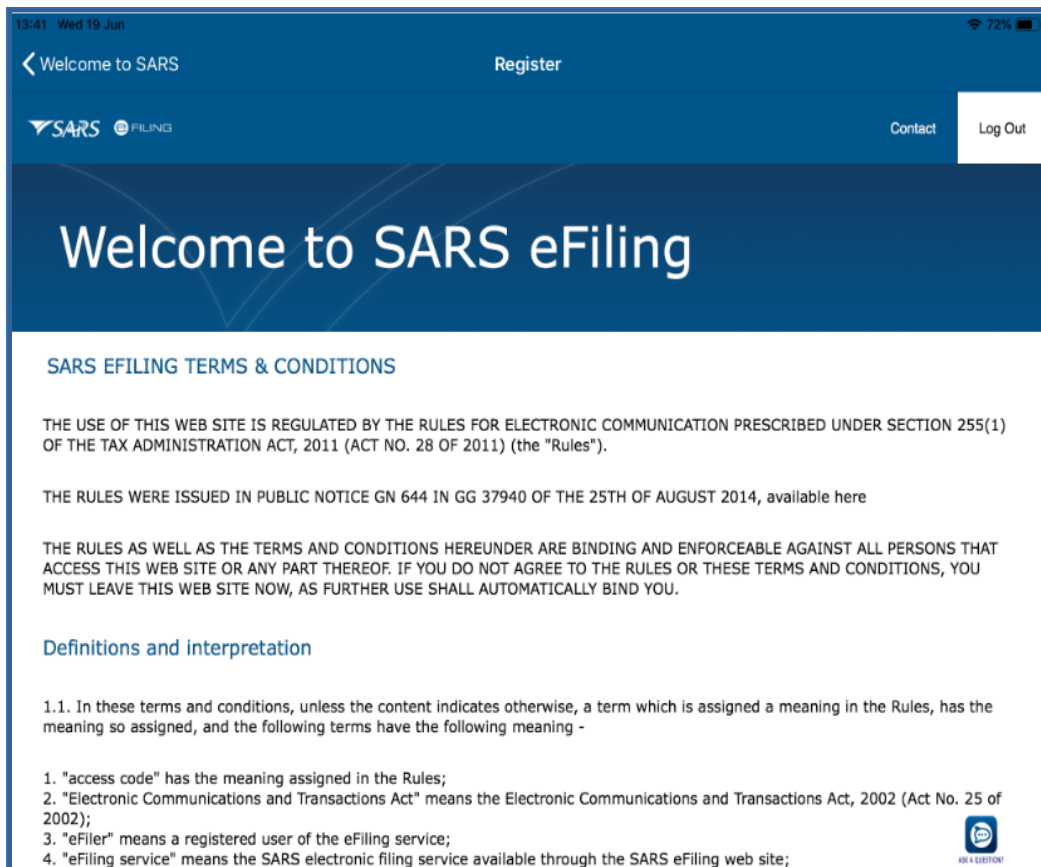 13:41 Wed 19 Jun
72%
Welcome to SARS
Register
SARS e FILING
Contact
Log Out
Welcome to SARS eFiling
SARS EFILING TERMS & CONDITIONS
THE USE OF THIS WEB SITE IS REGULATED BY THE RULES FOR ELECTRONIC COMMUNICATION PRESCRIBED UNDER SECTION 255(1)
OF THE TAX ADMINISTRATION ACT, 2011 (ACT NO. 28 OF 2011) (the "Rules").
THE RULES WERE ISSUED IN PUBLIC NOTICE GN 644 IN GG 37940 OF THE 25TH OF AUGUST 2014, available here
THE RULES AS WELL AS THE TERMS AND CONDITIONS HEREUNDER ARE BINDING AND ENFORCEABLE AGAINST ALL PERSONS THAT
ACCESS THIS WEB SITE OR ANY PART THEREOF. IF YOU DO NOT AGREE TO THE RULES OR THESE TERMS AND CONDITIONS, YOU
MUST LEAVE THIS WEB SITE NOW, AS FURTHER USE SHALL AUTOMATICALLY BIND YOU.
Definitions and interpretation
1.1. In these terms and conditions, unless the content indicates otherwise, a term which is assigned a meaning in the Rules, has the
meaning so assigned, and the following terms have the following meaning -
1. "access code" has the meaning assigned in the Rules;
2. "Electronic Communications and Transactions Act" means the Electronic Communications and Transactions Act, 2002 (Act No. 25 of
2002);
3. "eFiler" means a registered user of the eFiling service;
4. "eFiling service" means the SARS electronic filing service available through the SARS eFiling web site;
ASK A QUESTION?